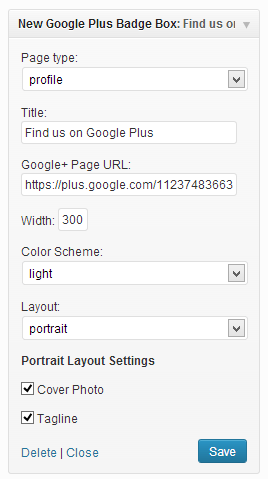 New Google Plus Badge Box: Find us on
Page type:
profile
Title:
Find us on Google Plus
Google+ Page URL:
https://plus.google.com/11237483663
Width: 300
Color Scheme:
light
Layout:
portrait
Portrait Layout Settings
Cover Photo
Tagline
Delete | Close
Save